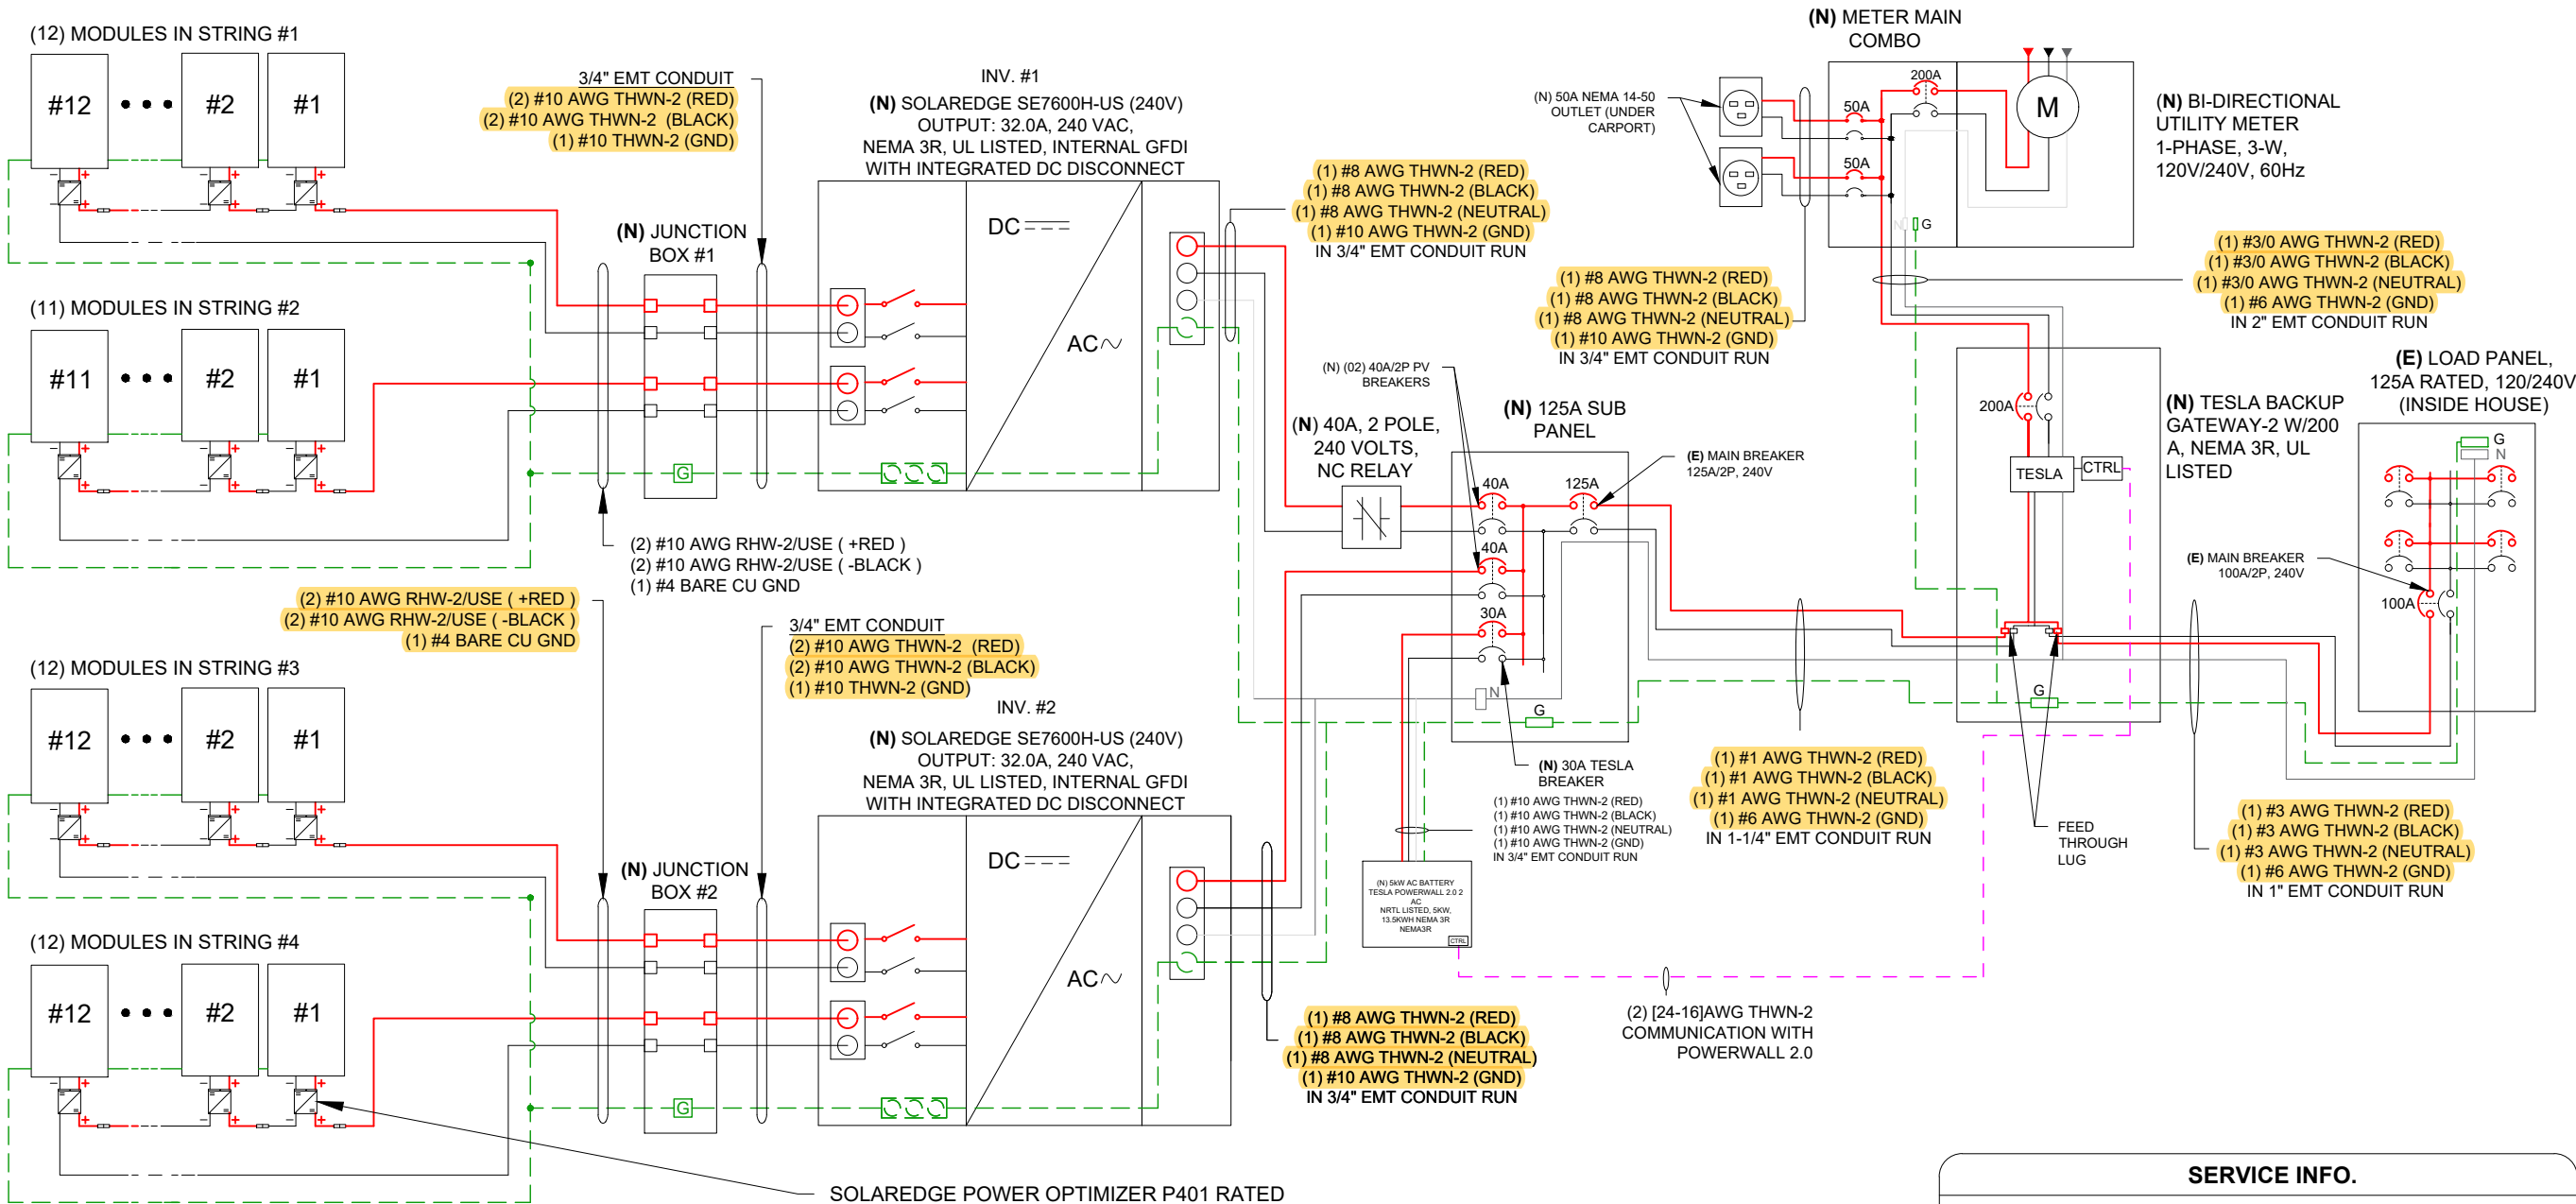 (12) MODULES IN STRING #1
#12
#2
#1
3/4" EMT CONDUIT
(2) #10 AWG THWN-2 (RED)
(2) #10 AWG THWN-2 (BLACK)
(1) #10 THWN-2 (GND)
INV. #1
(N) SOLAREDGE SE7600H-US (240V)
OUTPUT: 32.0A, 240 VAC,
NEMA 3R, UL LISTED, INTERNAL GFDI
WITH INTEGRATED DC DISCONNECT
DC
AC
(N) JUNCTION
BOX #1
G
(1) #8 AWG THWN-2 (RED)
(1) #8 AWG THWN-2 (BLACK)
(1) #8 AWG THWN-2 (NEUTRAL)
(1) #10 AWG THWN-2 (GND)
IN 3/4" EMT CONDUIT RUN
(N) METER MAIN
COMBO
200A
50A
50A
M
N
G
(N) 50A NEMA 14-50
OUTLET (UNDER
CARPORT)
(N) BI-DIRECTIONAL
UTILITY METER
1-PHASE, 3-W,
120V/240V, 60Hz
(1) #8 AWG THWN-2 (RED)
(1) #8 AWG THWN-2 (BLACK)
(1) #8 AWG THWN-2 (NEUTRAL)
(1) #10 AWG THWN-2 (GND)
IN 3/4" EMT CONDUIT RUN
(1) #3/0 AWG THWN-2 (RED)
(1) #3/0 AWG THWN-2 (BLACK)
(1) #3/0 AWG THWN-2 (NEUTRAL)
(1) #6 AWG THWN-2 (GND)
IN 2" EMT CONDUIT RUN
(11) MODULES IN STRING #2
#11
#2
#1
(2) #10 AWG RHW-2/USE ( +RED )
(2) #10 AWG RHW-2/USE ( -BLACK )
(1) #4 BARE CU GND
(N) (02) 40A/2P PV
BREAKERS
(N) 40A, 2 POLE,
240 VOLTS,
NC RELAY
(N) 125A SUB
PANEL
40A
125A
40A
30A
N
G
(E) MAIN BREAKER
125A/2P, 240V
200A
TESLA
CTRL
G
(N) TESLA BACKUP
GATEWAY-2 W/200
A, NEMA 3R, UL
LISTED
(E) LOAD PANEL,
125A RATED, 120/240V
(INSIDE HOUSE)
G
N
(E) MAIN BREAKER
100A/2P, 240V
100A
(2) #10 AWG RHW-2/USE ( +RED )
(2) #10 AWG RHW-2/USE ( -BLACK )
(1) #4 BARE CU GND
3/4" EMT CONDUIT
(2) #10 AWG THWN-2 (RED)
(2) #10 AWG THWN-2 (BLACK)
(1) #10 THWN-2 (GND)
(12) MODULES IN STRING #3
#12
#2
#1
INV. #2
(N) SOLAREDGE SE7600H-US (240V)
OUTPUT: 32.0A, 240 VAC,
NEMA 3R, UL LISTED, INTERNAL GFDI
WITH INTEGRATED DC DISCONNECT
DC
AC
(N) JUNCTION
BOX #2
G
(N) 30A TESLA
BREAKER
(1) #10 AWG THWN-2 (RED)
(1) #10 AWG THWN-2 (BLACK)
(1) #10 AWG THWN-2 (NEUTRAL)
(1) #10 AWG THWN-2 (GND)
IN 3/4" EMT CONDUIT RUN
(1) #1 AWG THWN-2 (RED)
(1) #1 AWG THWN-2 (BLACK)
(1) #1 AWG THWN-2 (NEUTRAL)
(1) #6 AWG THWN-2 (GND)
IN 1-1/4" EMT CONDUIT RUN
FEED
THROUGH
LUG
(1) #3 AWG THWN-2 (RED)
(1) #3 AWG THWN-2 (BLACK)
(1) #3 AWG THWN-2 (NEUTRAL)
(1) #6 AWG THWN-2 (GND)
IN 1" EMT CONDUIT RUN
(N) 5kW AC BATTERY
TESLA POWERWALL 2.0 2
AC
NRTL LISTED, 5KW,
13.5KWH NEMA 3R
NEMA3R
CTRL
(12) MODULES IN STRING #4
#12
#2
#1
(1) #8 AWG THWN-2 (RED)
(1) #8 AWG THWN-2 (BLACK)
(1) #8 AWG THWN-2 (NEUTRAL)
(1) #10 AWG THWN-2 (GND)
IN 3/4" EMT CONDUIT RUN
(2) [24-16]AWG THWN-2
COMMUNICATION WITH
POWERWALL 2.0
SOLAREDGE POWER OPTIMIZER P401 RATED
SERVICE INFO.